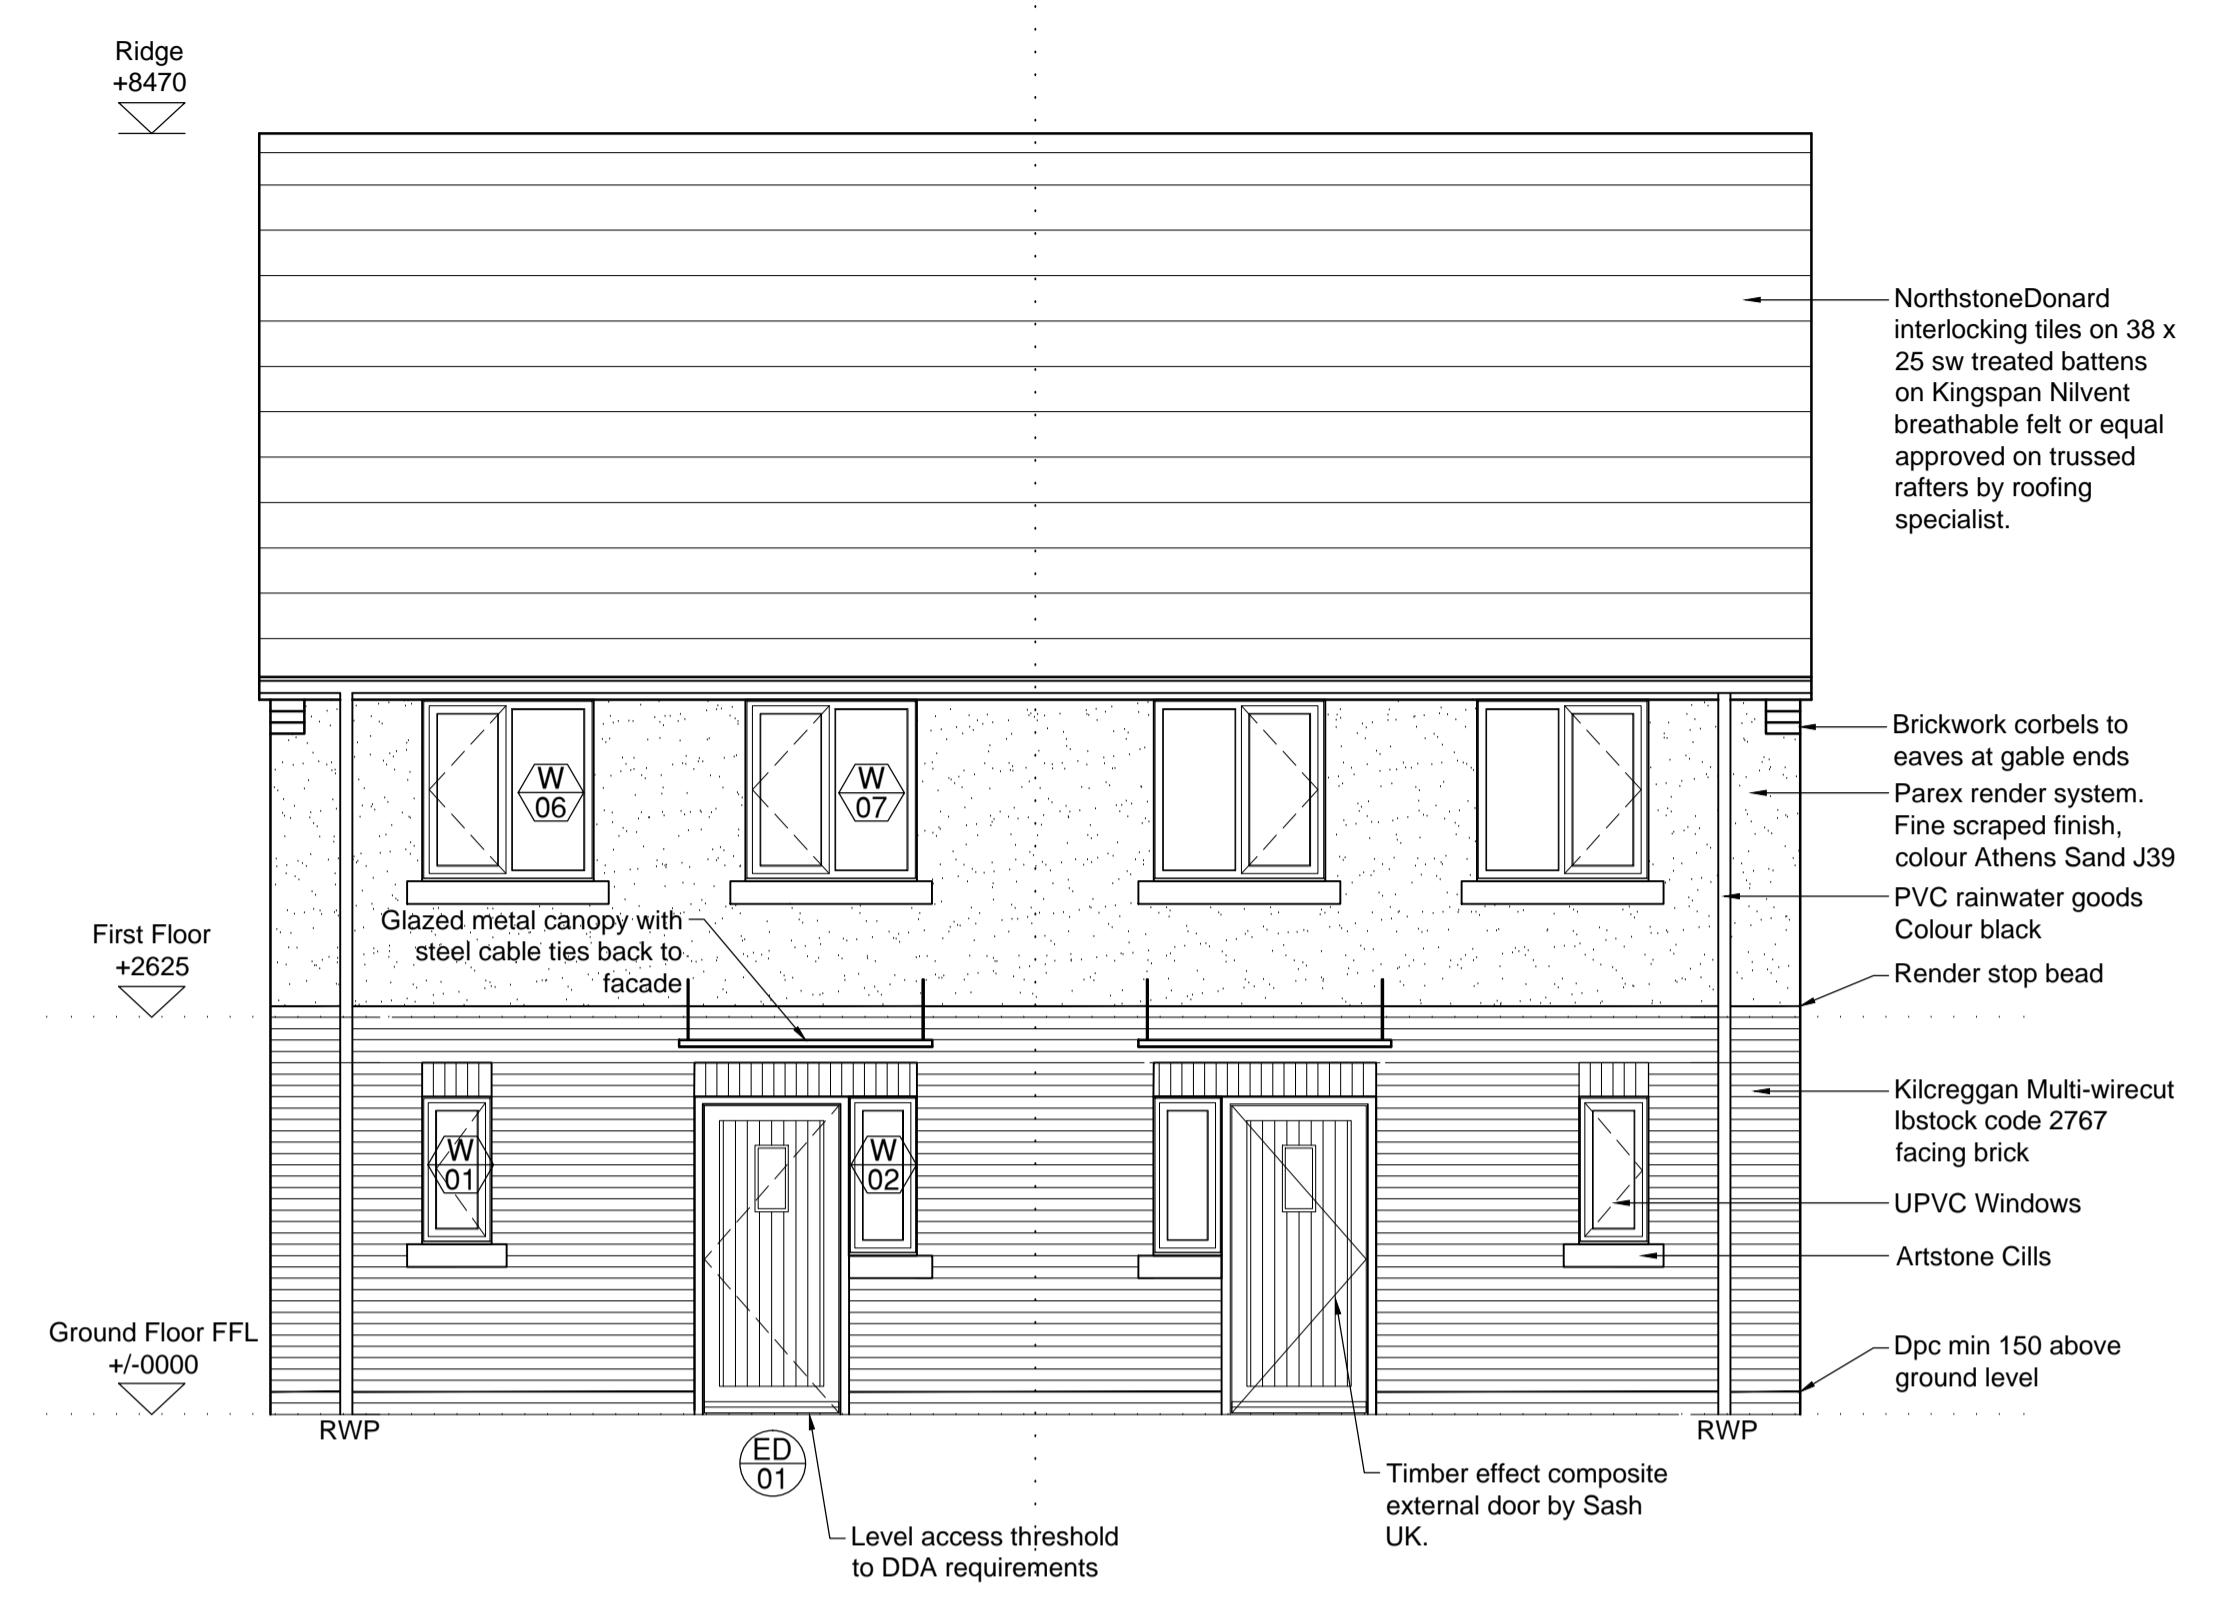 Ridge
+8470
NorthstoneDonard
interlocking tiles on 38 x
25 sw treated battens
on Kingspan Nilvent
breathable felt or equal
approved on trussed
rafters by roofing
specialist.
Brickwork corbels to
eaves at gable ends
W
06
W
07
Parex render system.
Fine scraped finish,
colour Athens Sand J39
PVC rainwater goods
Colour black
Glazed metal canopy with
steel cable ties back to
facade
First Floor
+2625
Render stop bead
Kilcreggan Multi-wirecut
Ibstock code 2767
facing brick
W
01
W
02
UPVC Windows
Artstone Cills
Ground Floor FFL
+/-0000
Dpc min 150 above
ground level
RWP
RWP
ED
01
Timber effect composite
external door by Sash
UK.
Level access threshold
to DDA requirements